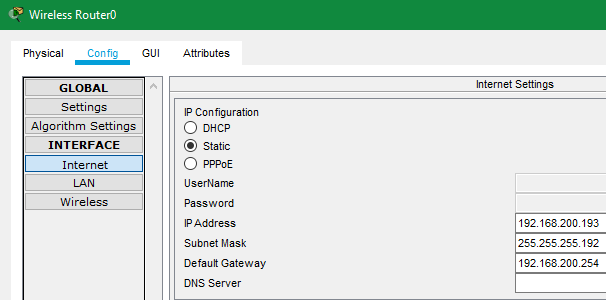 Wireless Router0
Physical Config GUI Attributes
GLOBAL
Settings
Algorithm Settings
INTERFACE
Internet
LAN
Wireless
Internet Settings
IP Configuration
DHCP
Static
PPPoE
UserName
Password
IP Address 192.168.200.193
Subnet Mask 255.255.255.192
Default Gateway 192.168.200.254
DNS Server